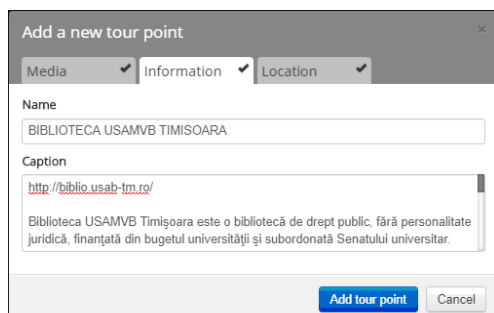 Add a new tour point
Media Information Location
Name
BIBLIOTECA USAMVB TIMISOARA
Caption
http://biblio.usab-tm.ro/
Biblioteca USAMVB Timişoara este o bibliotecă de drept public, fără personalitate
juridică, finanţată din bugetul universităţii şi subordonată Senatului universitar.
Add tour point Cancel